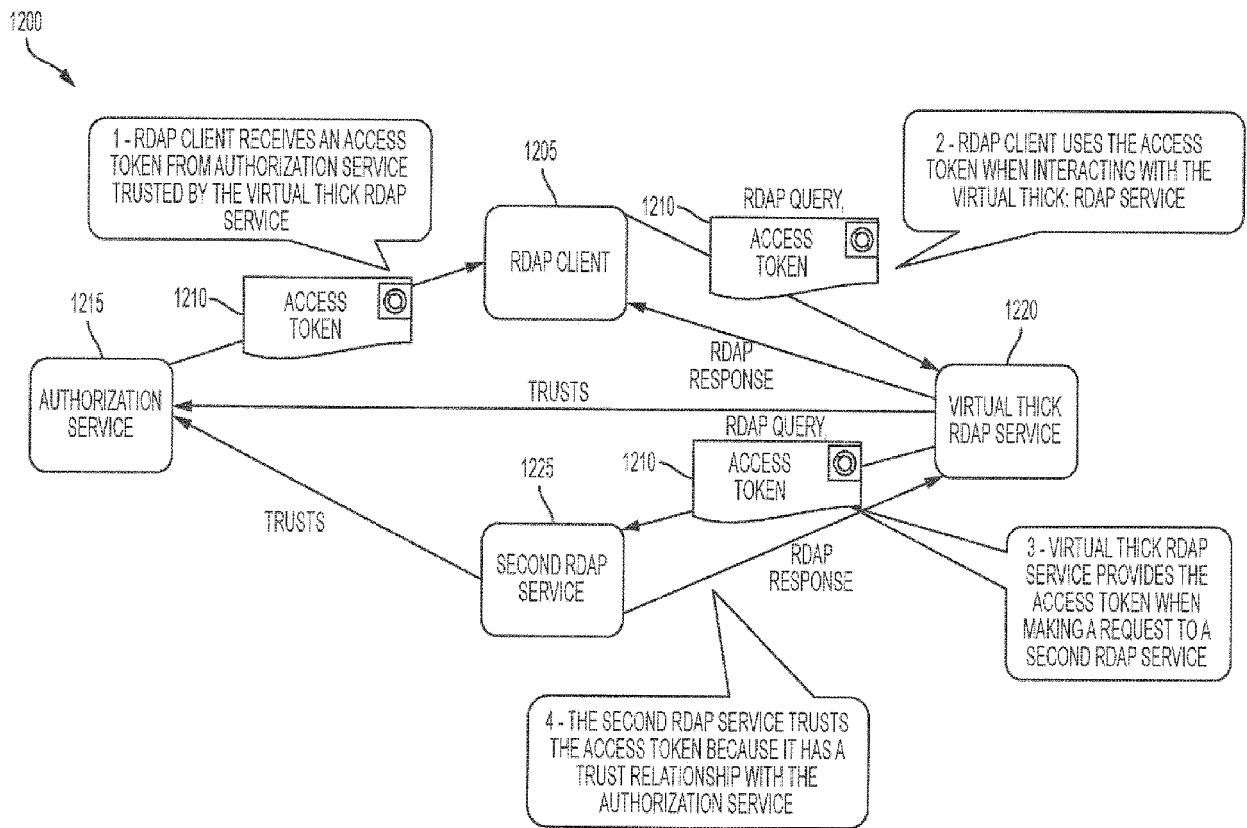 1200
1 - RDAP CLIENT RECEIVES AN ACCESS
TOKEN FROM AUTHORIZATION SERVICE
TRUSTED BY THE VIRTUAL THICK RDAP
SERVICE
1205
RDAP CLIENT
RDAP QUERY,
1210
ACCESS
TOKEN
2 - RDAP CLIENT USES THE ACCESS
TOKEN WHEN INTERACTING WITH THE
VIRTUAL THICK: RDAP SERVICE
1210
ACCESS
TOKEN
1215
AUTHORIZATION
SERVICE
RDAP
RESPONSE
1220
VIRTUAL THICK
RDAP SERVICE
TRUSTS
RDAP QUERY,
1210
ACCESS
TOKEN
TRUSTS
1225
SECOND RDAP
SERVICE
RDAP
RESPONSE
3 - VIRTUAL THICK RDAP
SERVICE PROVIDES THE
ACCESS TOKEN WHEN
MAKING A REQUEST TO A
SECOND RDAP SERVICE
4 - THE SECOND RDAP SERVICE TRUSTS
THE ACCESS TOKEN BECAUSE IT HAS A
TRUST RELATIONSHIP WITH THE
AUTHORIZATION SERVICE